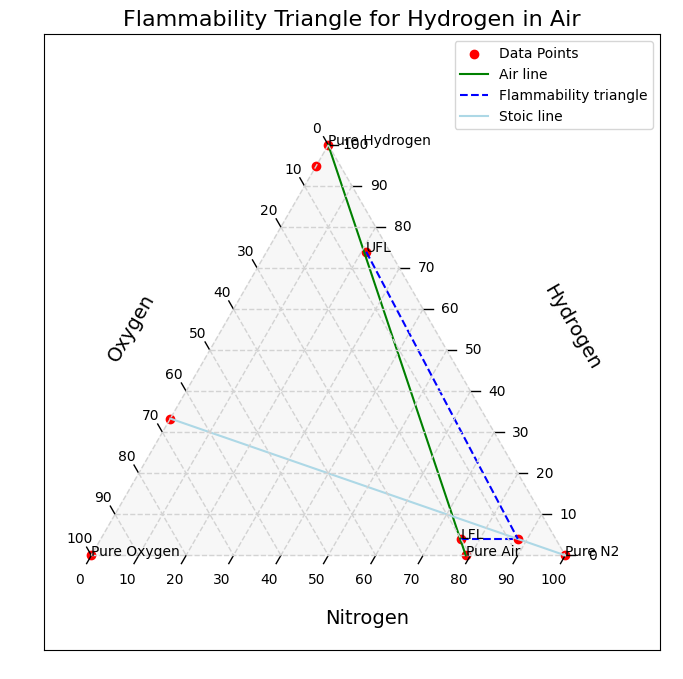 Flammability Triangle for Hydrogen in Air
Data Points
Air line
Flammability triangle
Stoic line
0
Pure Hydrogen
100
10
90
20
UFL
80
30
70
40
60
Oxygen
Hydrogen
50
50
60
40
70
30
80
20
90
10
100
LFL
Pure Oxygen
Pure Air
Pure N2
0
0
10
20
30
40
50
60
70
80
90
100
Nitrogen